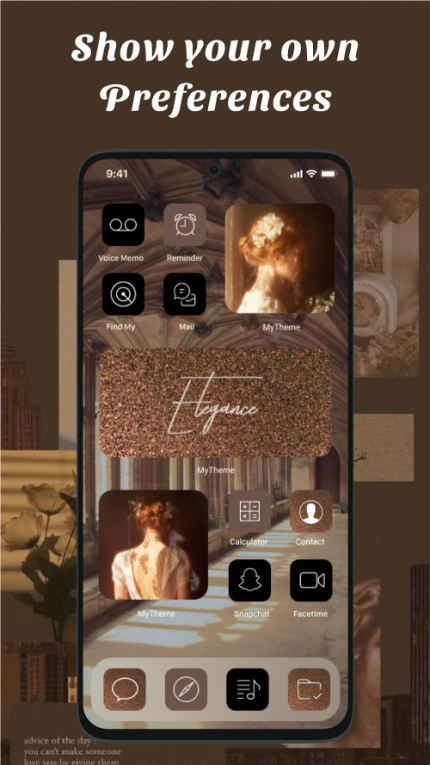 Show your own
Preferences
9:41
Voice Memo
Reminder
Find My
Mail
MyTheme
Elegance
MyTheme
Calculator
Contact
MyTheme
Snapchat
Facetime
advice of the day :
you can't make someone
love you by giving them